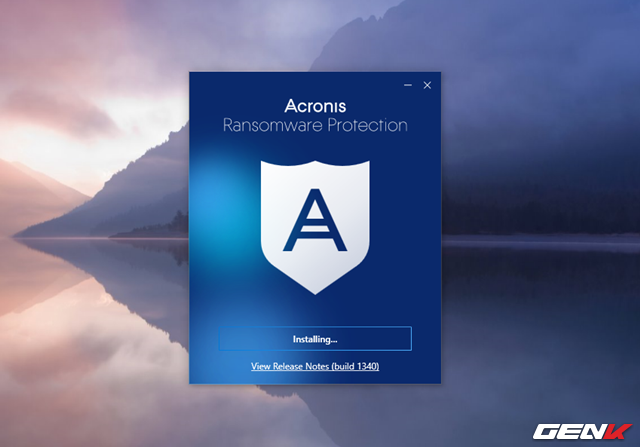 Acronis
Ransomware Protection
A
Installing...
View Release Notes (build 1340)
GENK